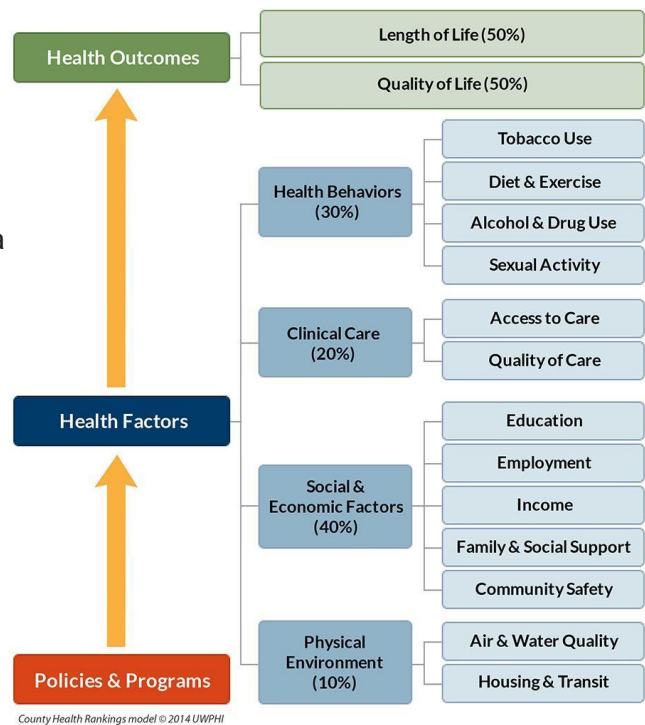 Health Outcomes
Length of Life (50%)
Quality of Life (50%)
a
Health Factors
Health Behaviors
(30%)
Tobacco Use
Diet & Exercise
Alcohol & Drug Use
Sexual Activity
Clinical Care
(20%)
Access to Care
Quality of Care
Social &
Economic Factors
(40%)
Education
Employment
Income
Family & Social Support
Community Safety
Physical
Environment
(10%)
Air & Water Quality
Housing & Transit
Policies & Programs
County Health Rankings model © 2014 UWPHI